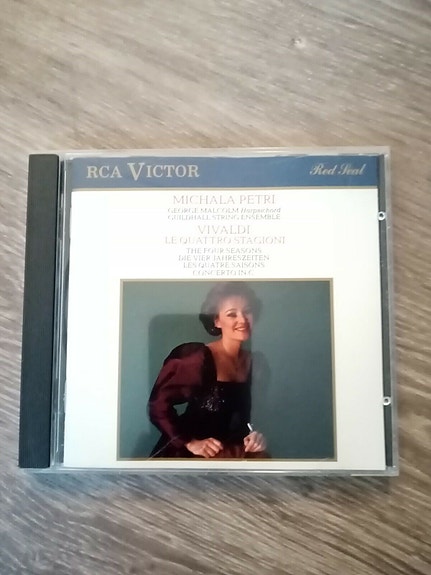 RCA VICTOR
Red Seal
MICHALA PETRI
GEORGE MALCOLM Harpsichord
GUILDHALL STRING ENSEMBLE
VIVALDI
LE QUATTRO STAGIONI
THE FOUR SEASONS
DIE VIER JAHRESZEITEN
LES QUATRE SAISONS
CONCERTO IN C